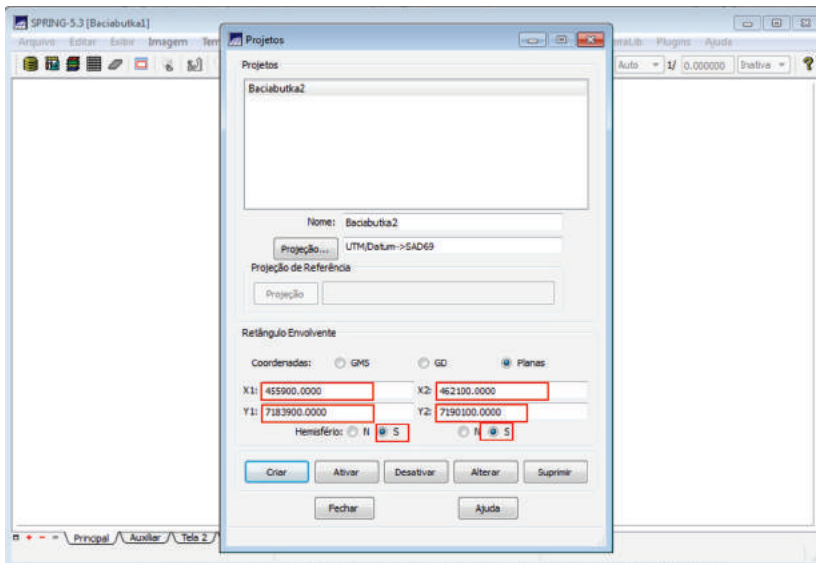 SPRING-5.3 [Baciabutka1]
Arquivo Editar Exibir Imagem
Plugins Ajuda
Auto 1/ 0.000000 Inativa
Projetos
Projetos
Baciabutka2
Nome: Baciabutka2
Projeção... UTM/Datum->SAD69
Projeção de Referência
Projeção
Retângulo Envolvente
Coordenadas: GMS GD Planas
X1: 455900.0000 X2: 462100.0000
Y1: 7183900.0000 Y2: 7190100.0000
Hemisfério: N S N S
Criar Ativar Desativar Alterar Suprimir
Fechar Ajuda
Principal Auxiliar Tela 2